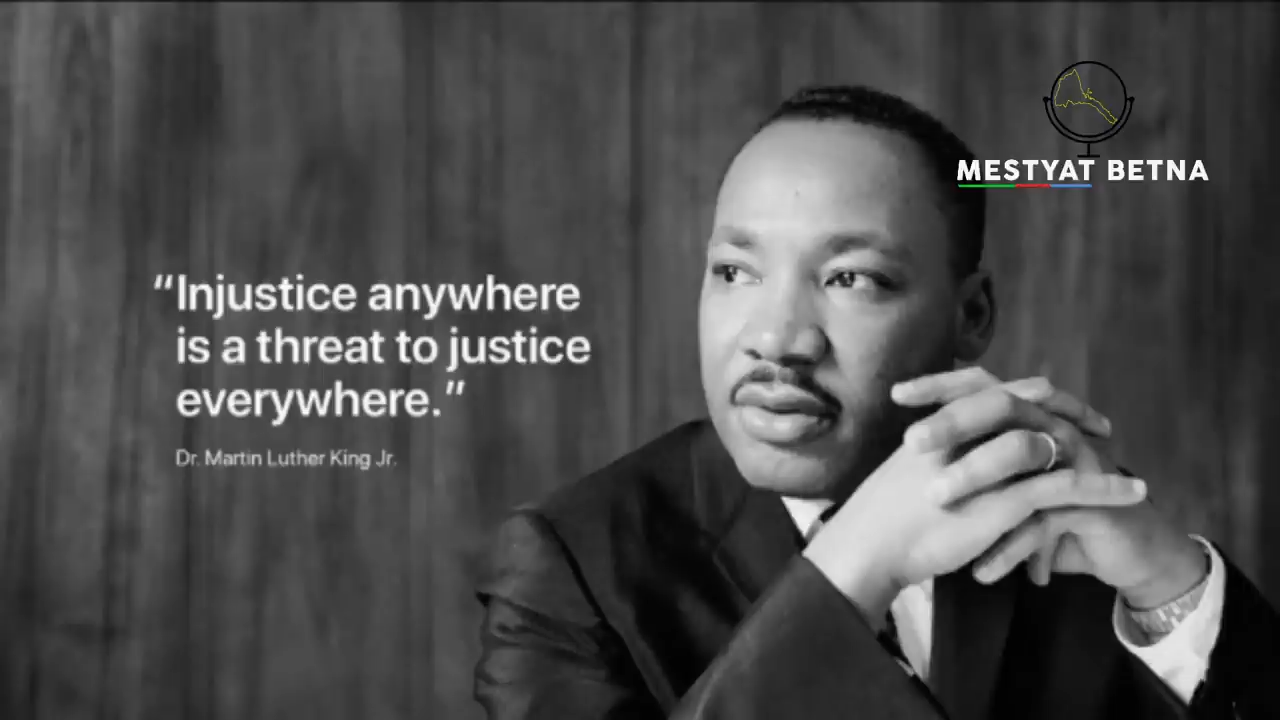 MESTYAT BETNA
“Injustice anywhere
is a threat to justice
everywhere.”
Dr. Martin Luther King Jr.